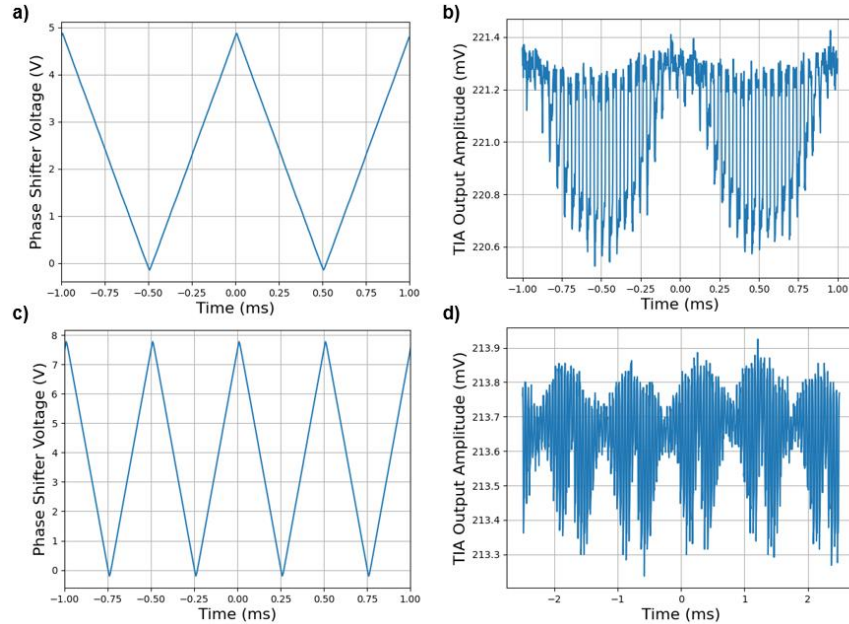 a)
5
4
3
2
1
0
Phase Shifter Voltage (V)
−1.00 −0.75 −0.50 −0.25 0.00 0.25 0.50 0.75 1.00
Time (ms)
b)
221.4
221.2
221.0
220.8
220.6
TIA Output Amplitude (mV)
−1.00 −0.75 −0.50 −0.25 0.00 0.25 0.50 0.75 1.00
Time (ms)
c)
8
7
6
5
4
3
2
1
0
Phase Shifter Voltage (V)
−1.00 −0.75 −0.50 −0.25 0.00 0.25 0.50 0.75 1.00
Time (ms)
d)
213.9
213.8
213.7
213.6
213.5
213.4
213.3
TIA Output Amplitude (mV)
−2 −1 0 1 2
Time (ms)